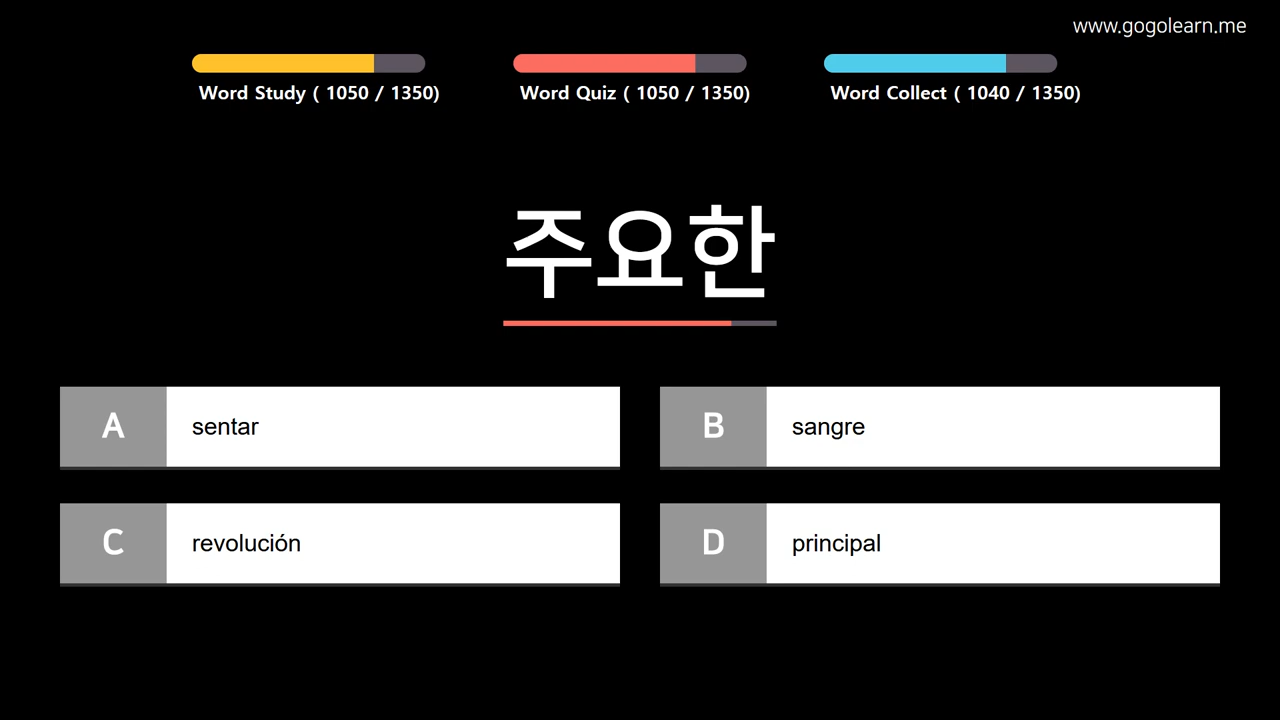 www.gogolearn.me
Word Study ( 1050 / 1350)
Word Quiz ( 1050 / 1350)
Word Collect ( 1040 / 1350)
주요한
A sentar
B sangre
C revolución
D principal